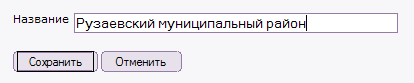 Название Рузаевский муниципальный район
Сохранить Отменить